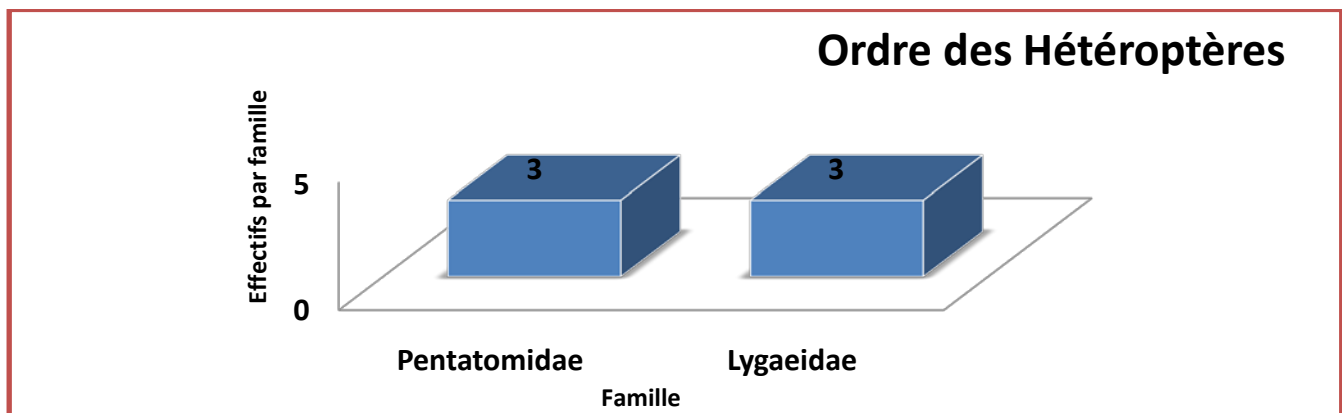 Ordre des Hétéroptères
Effectifs par famille
5
0
3
3
Pentatomidae
Lygaeidae
Famille